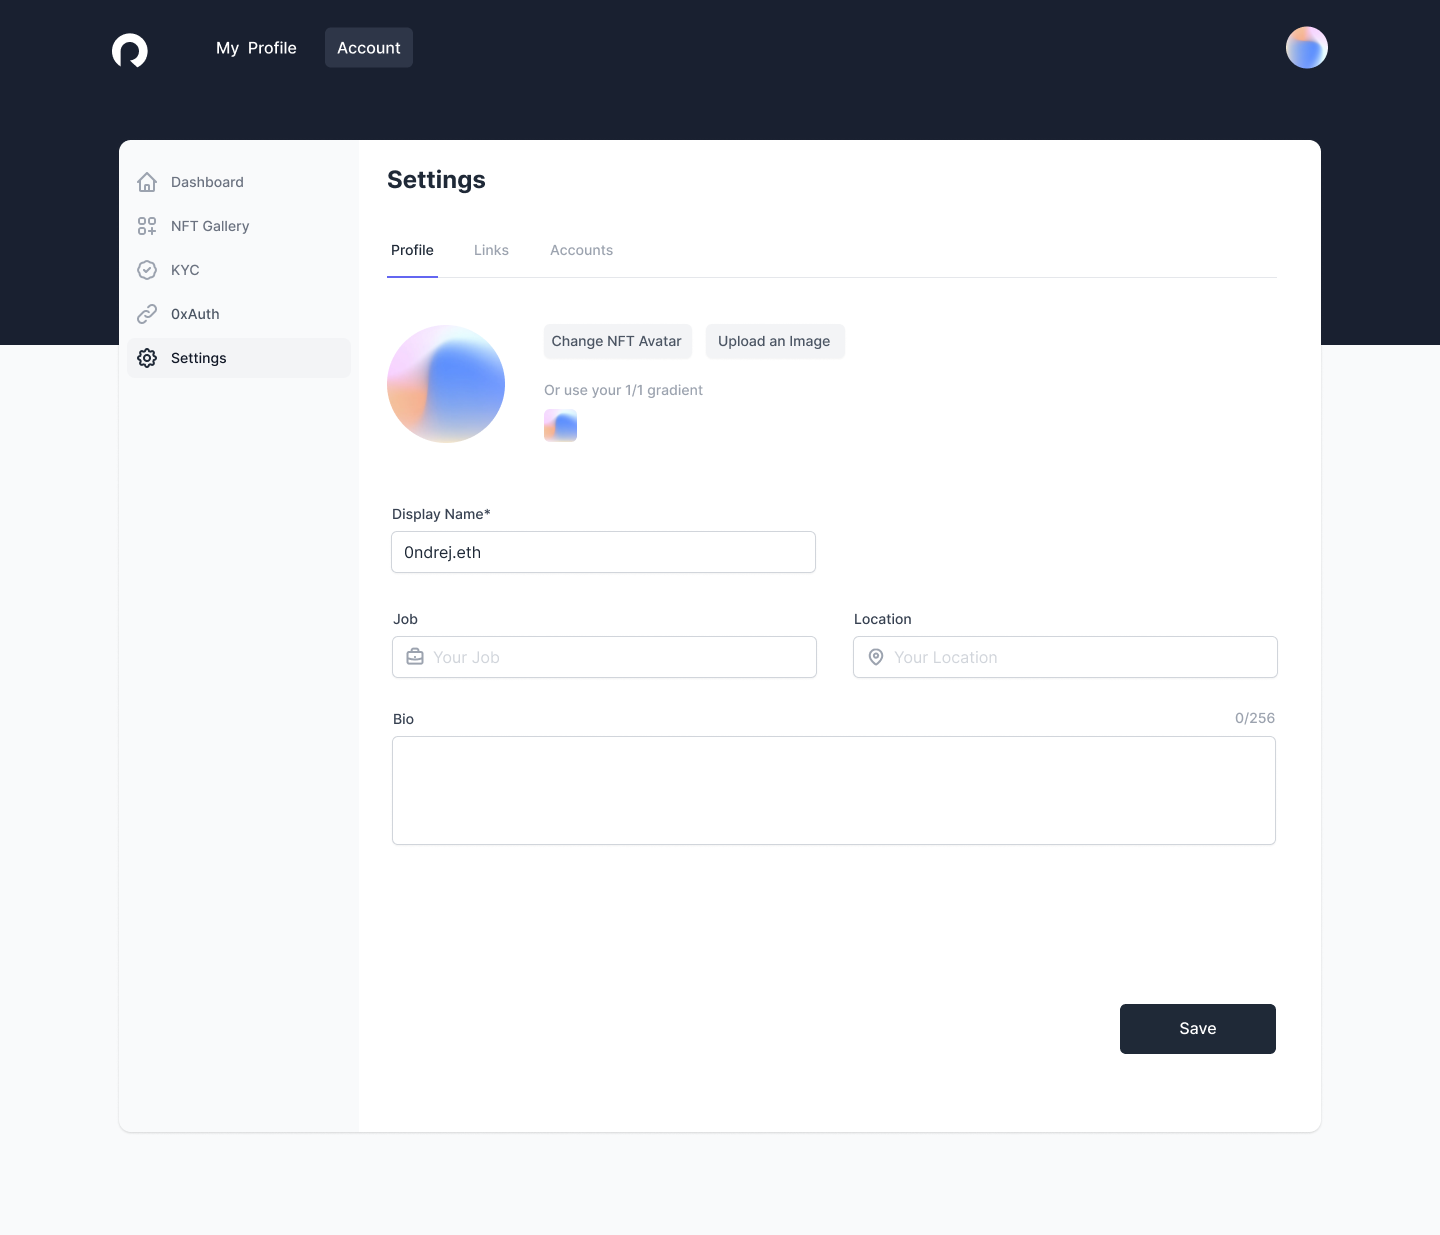 My Profile
Account
Dashboard
NFT Gallery
KYC
0xAuth
Settings
Settings
Profile
Links
Accounts
Change NFT Avatar
Upload an Image
Or use your 1/1 gradient
Display Name*
0ndrej.eth
Job
Your Job
Location
Your Location
Bio
0/256
Save